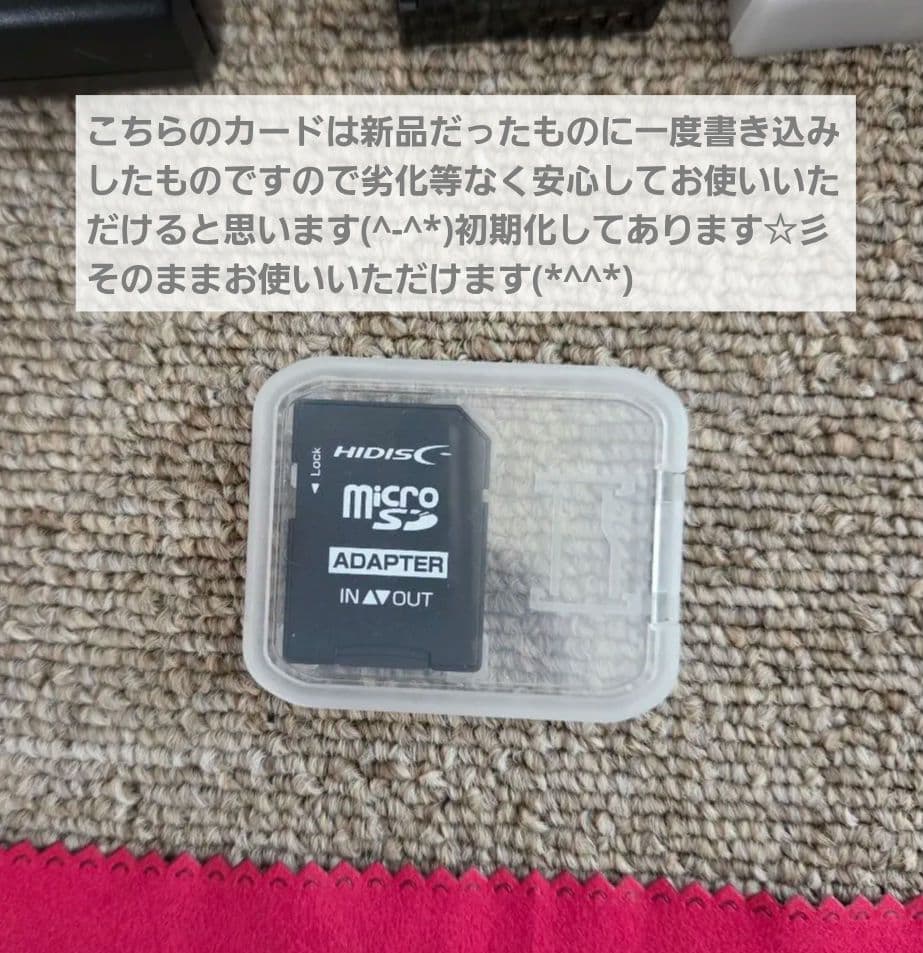 こちらのカードは新品だったものに一度書き込み
したものですので劣化等なく安心してお使いいた
だけると思います(^-^*)初期化してあります☆彡
そのままお使いいただけます(*^^*)
◀ Lock
HIDISC
micro
SD
ADAPTER
IN▲▼OUT